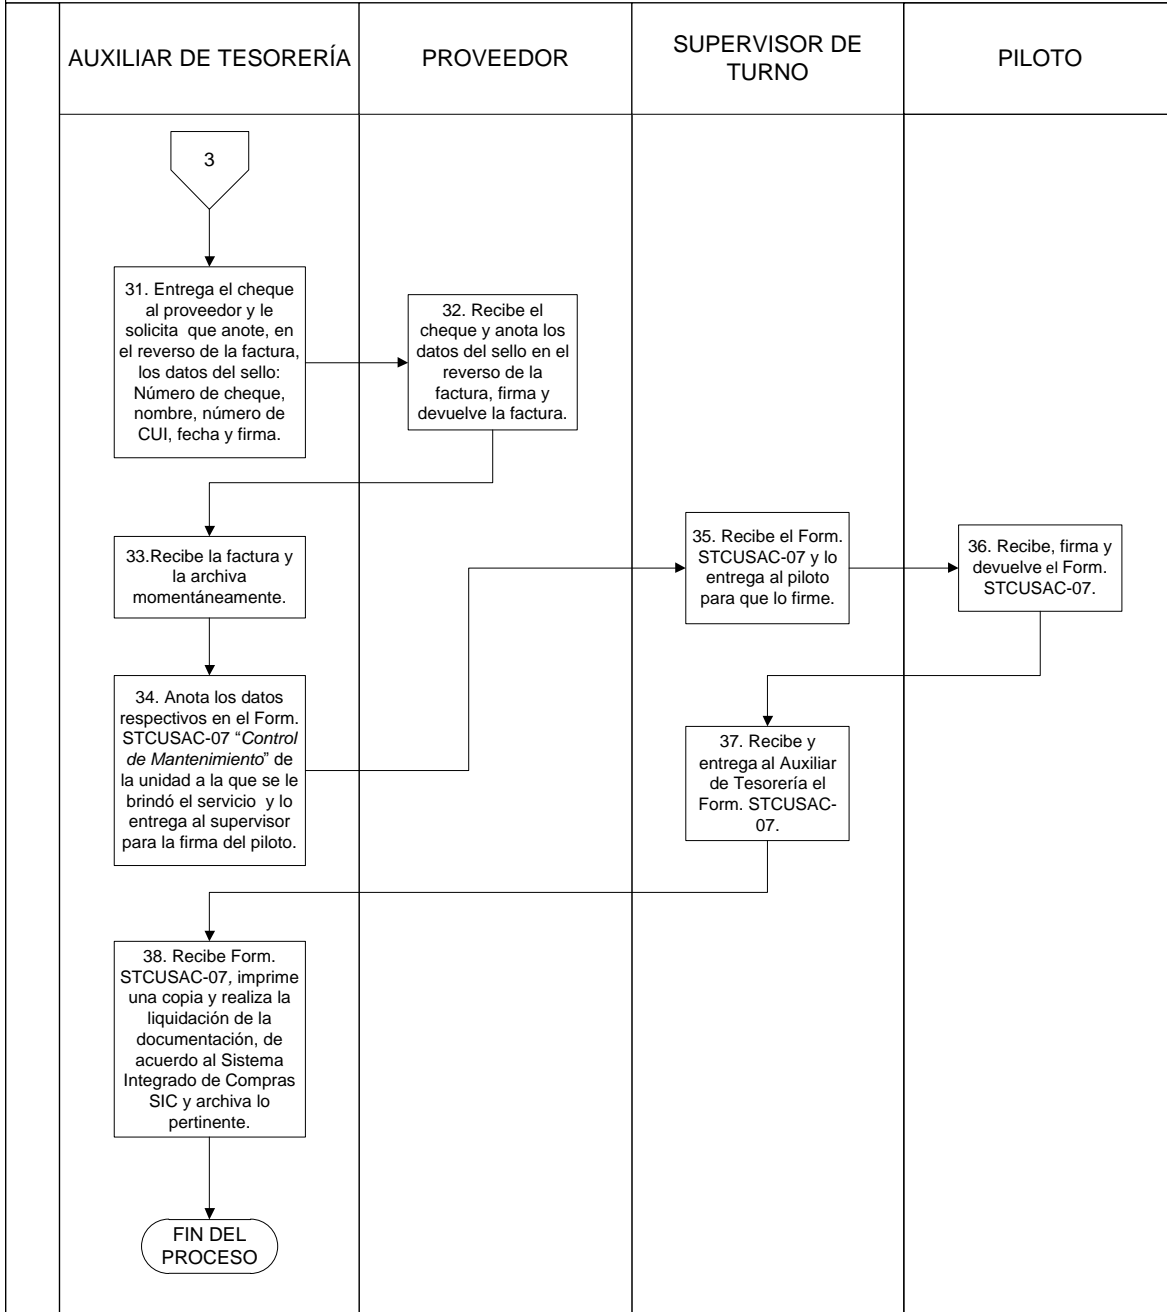 AUXILIAR DE TESORERÍA
PROVEEDOR
SUPERVISOR DE
TURNO
PILOTO
3
31. Entrega el cheque
al proveedor y le
solicita que anote, en
el reverso de la factura,
los datos del sello:
Número de cheque,
nombre, número de
CUI, fecha y firma.
32. Recibe el
cheque y anota los
datos del sello en el
reverso de la
factura, firma y
devuelve la factura.
33.Recibe la factura y
la archiva
momentáneamente.
34. Anota los datos
respectivos en el Form.
STCUSAC-07 “Control
de Mantenimiento” de
la unidad a la que se le
brindó el servicio y lo
entrega al supervisor
para la firma del piloto.
35. Recibe el Form.
STCUSAC-07 y lo
entrega al piloto
para que lo firme.
36. Recibe, firma y
devuelve el Form.
STCUSAC-07.
37. Recibe y
entrega al Auxiliar
de Tesorería el
Form. STCUSAC-
07.
38. Recibe Form.
STCUSAC-07, imprime
una copia y realiza la
liquidación de la
documentación, de
acuerdo al Sistema
Integrado de Compras
SIC y archiva lo
pertinente.
FIN DEL
PROCESO